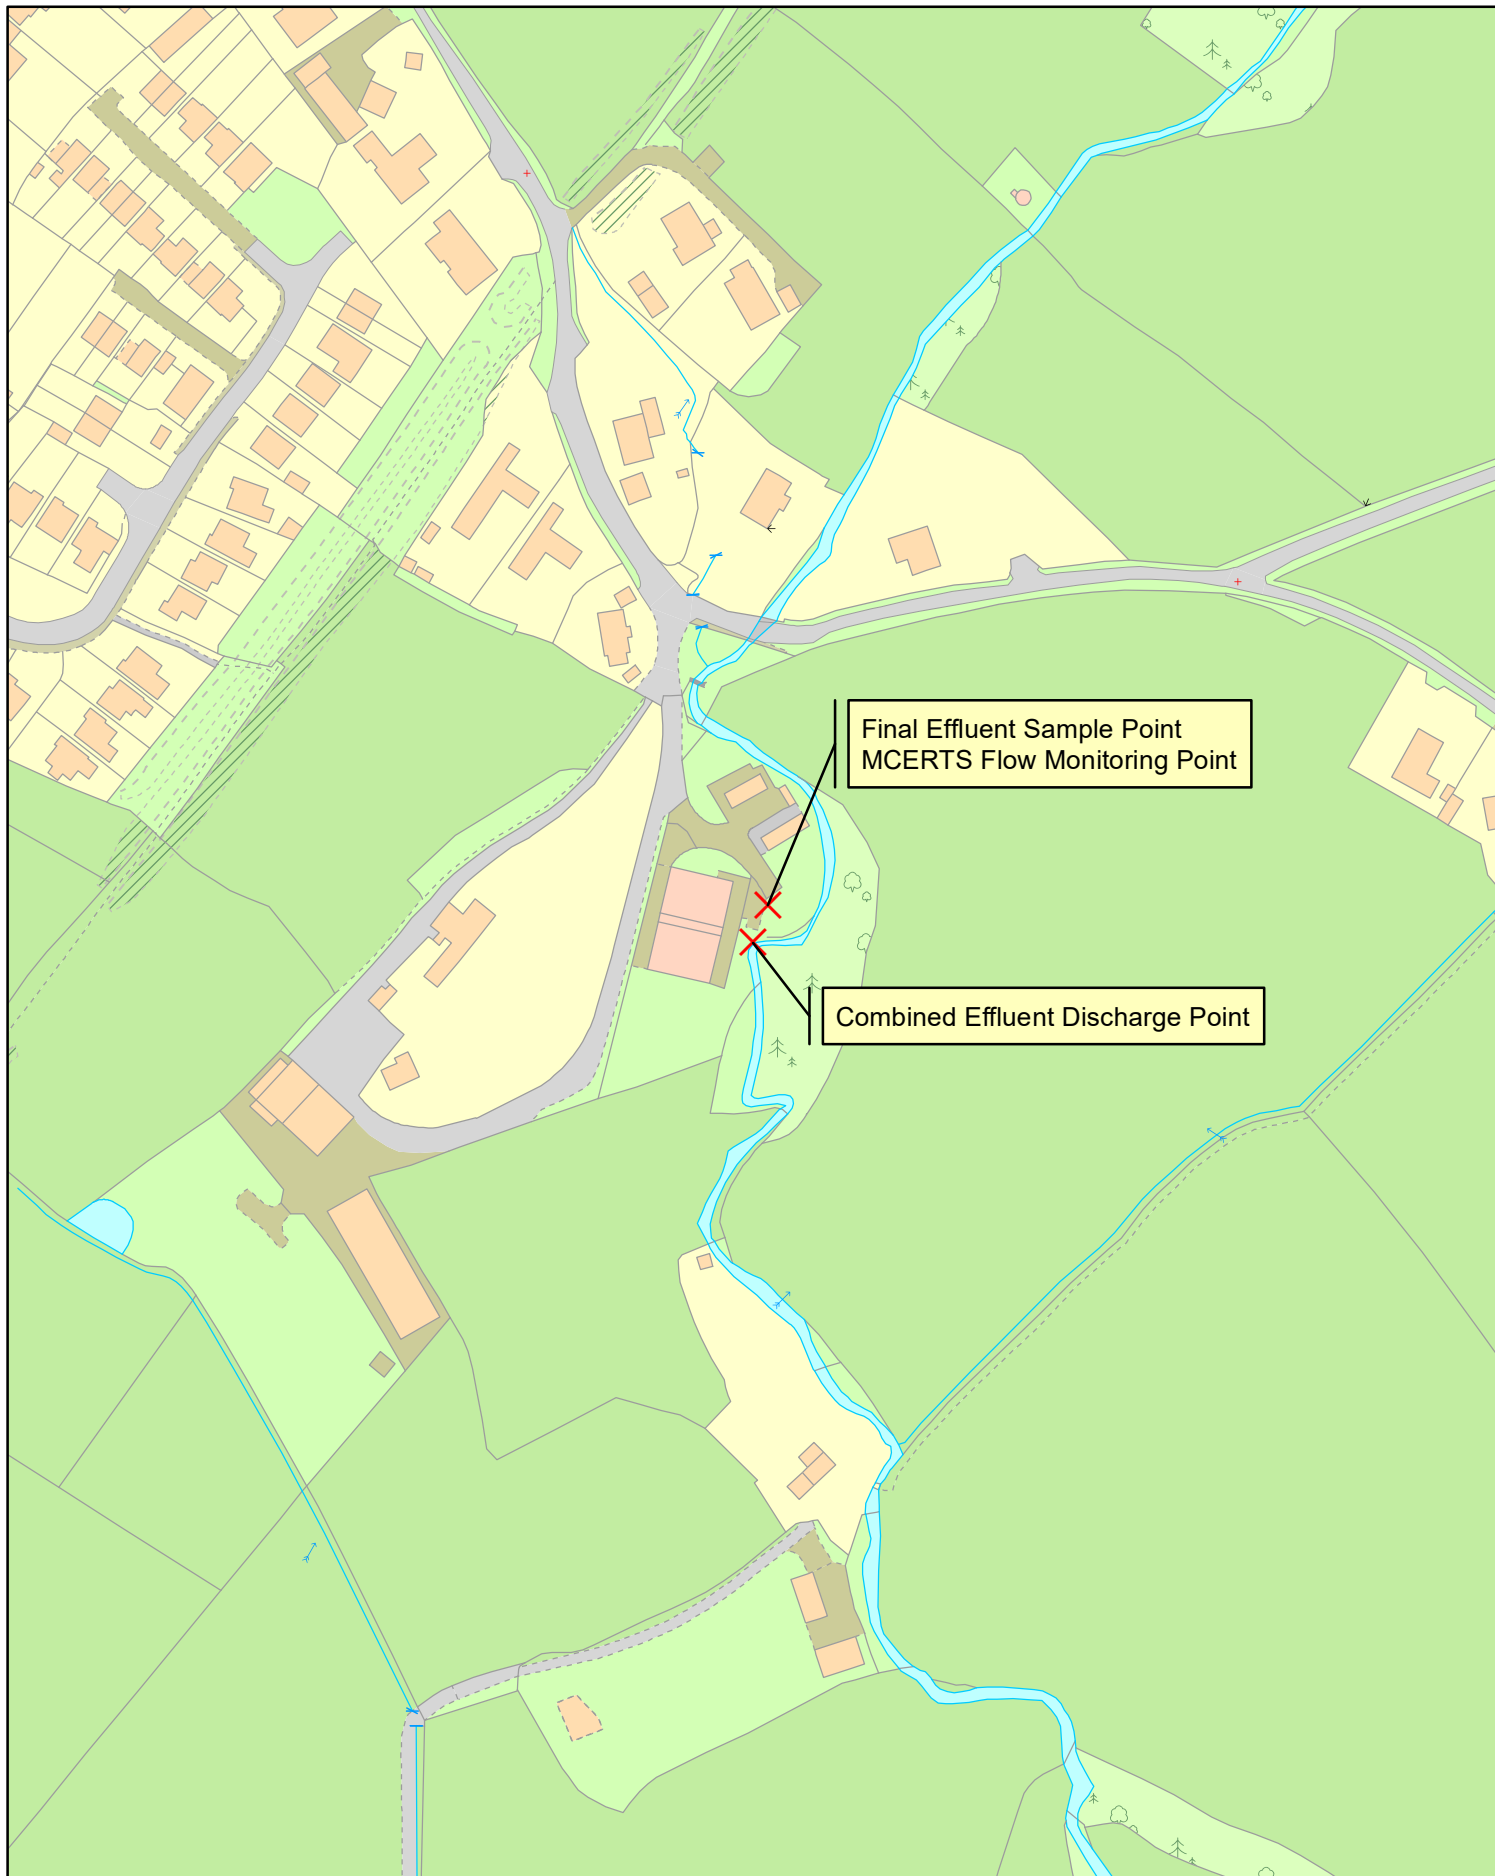 Final Effluent Sample Point
MCERTS Flow Monitoring Point
Combined Effluent Discharge Point